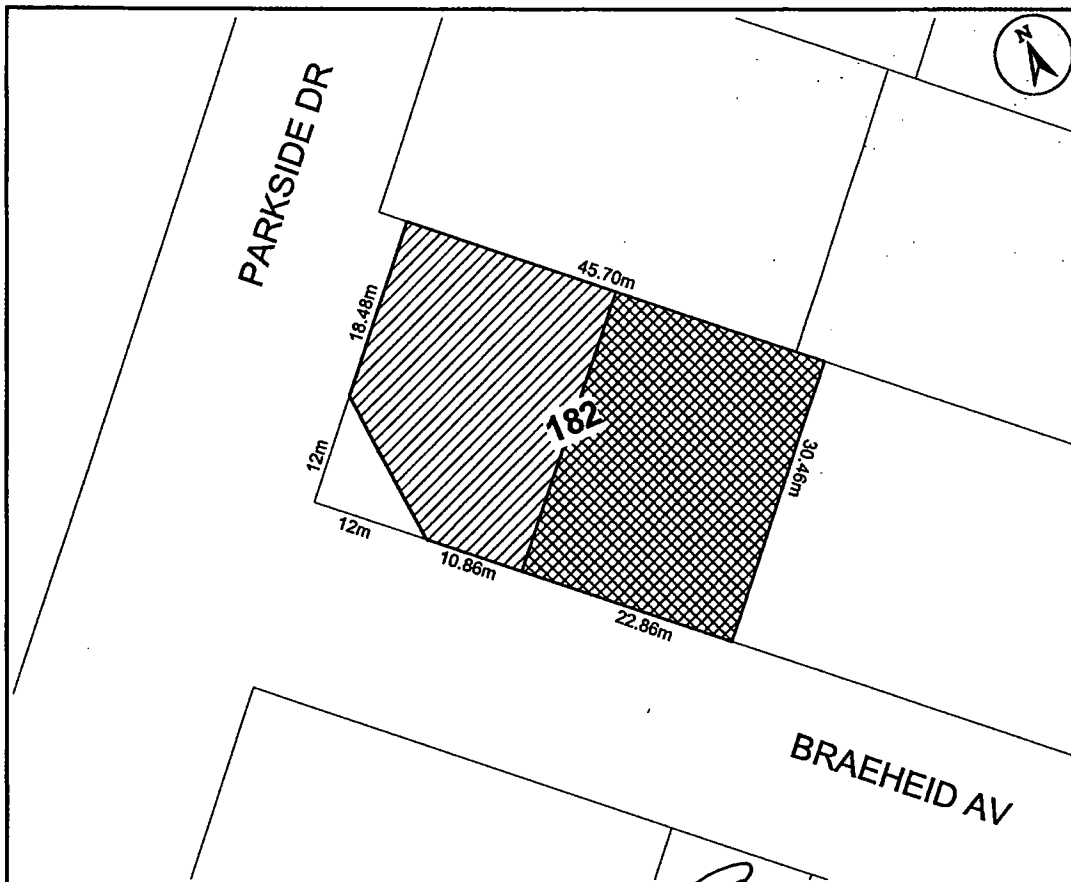 N
PARKSIDE DR
45.70m
18.48m
182
30.46m
12m
12m
10.86m
22.86m
BRAEHEID AV